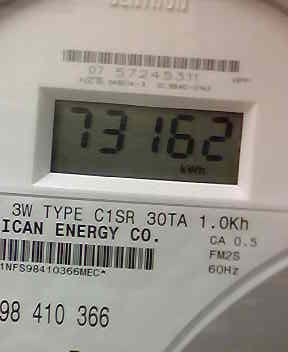 CENTRON
07 57245311
73162
kWh
3W TYPE C1SR 30TA 1.0Kh
ICAN ENERGY CO.
CA 0.5
FM2S
60Hz
1NFS98410366MEC*
98 410 366